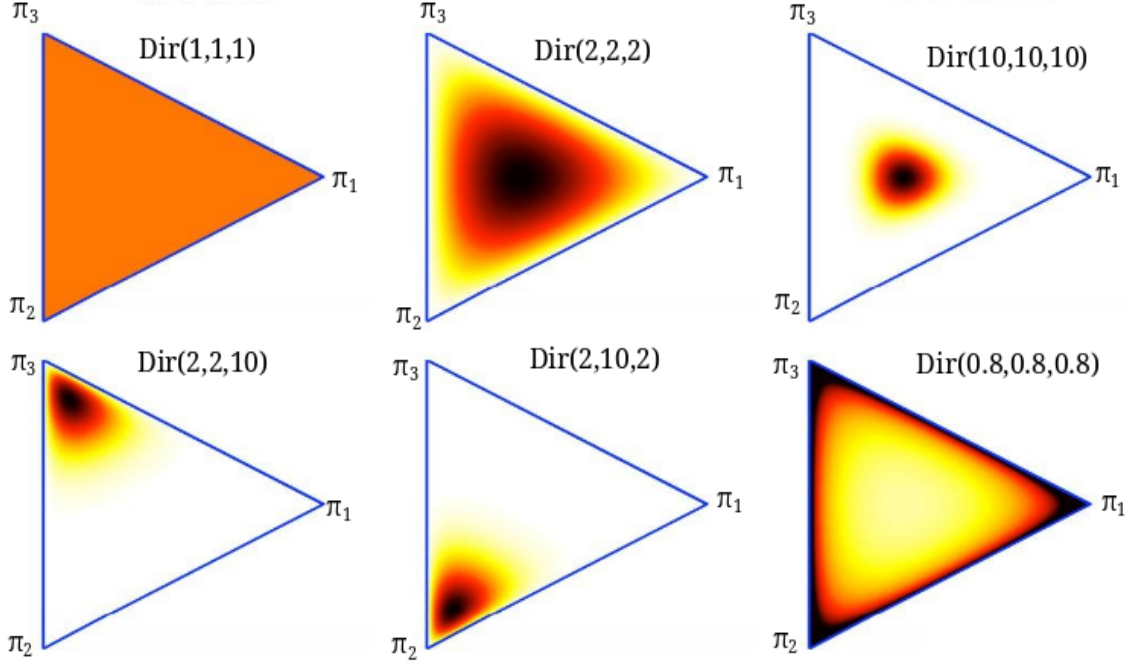 π3
Dir(1,1,1)
π1
π2
π3
Dir(2,2,2)
π1
π2
π3
Dir(10,10,10)
π1
π2
π3
Dir(2,2,10)
π1
π2
π3
Dir(2,10,2)
π1
π2
π3
Dir(0.8,0.8,0.8)
π1
π2